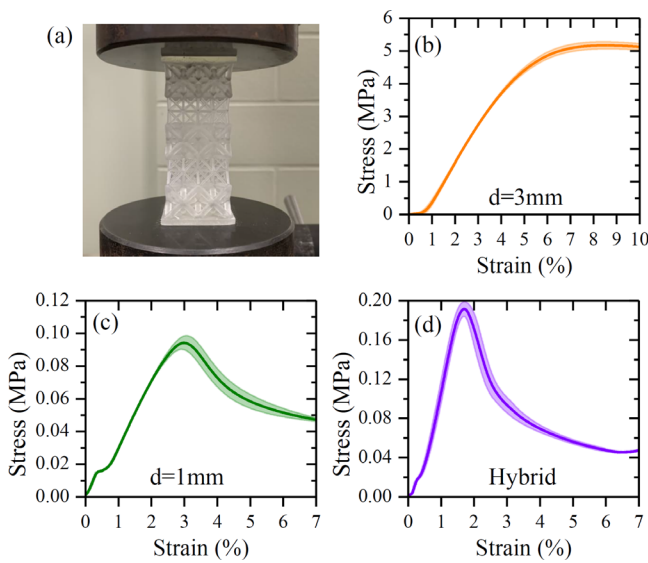 (a)
(b)
Stress (MPa)
6
5
4
3
2
1
0
d=3mm
0 1 2 3 4 5 6 7 8 9 10
Strain (%)
(c)
Stress (MPa)
0.12
0.10
0.08
0.06
0.04
0.02
0.00
d=1mm
0 1 2 3 4 5 6 7
Strain (%)
(d)
Stress (MPa)
0.20
0.16
0.12
0.08
0.04
0.00
Hybrid
0 1 2 3 4 5 6 7
Strain (%)